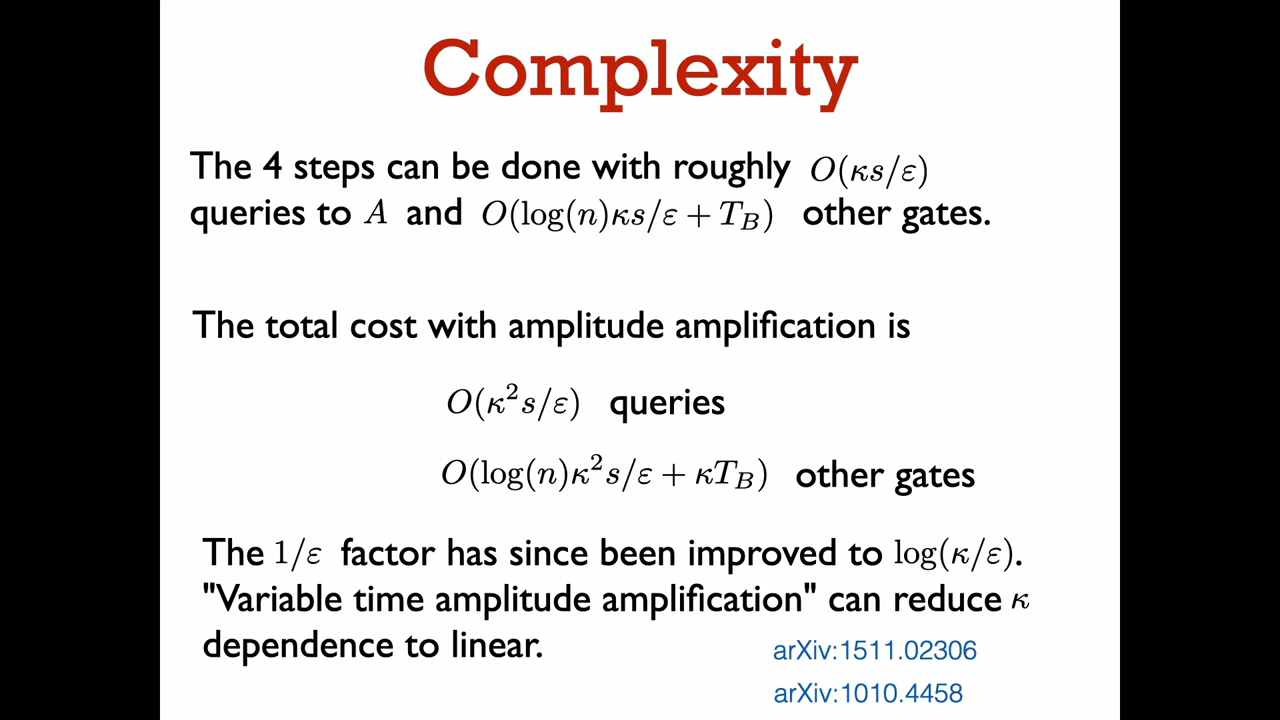 Complexity
The 4 steps can be done with roughly O(κs/ε)
queries to A and O(log(n)κs/ε + T_B) other gates.
The total cost with amplitude amplification is
O(κ²s/ε) queries
O(log(n)κ²s/ε + κT_B) other gates
The 1/ε factor has since been improved to log(κ/ε).
"Variable time amplitude amplification" can reduce κ
dependence to linear.
arXiv:1511.02306
arXiv:1010.4458